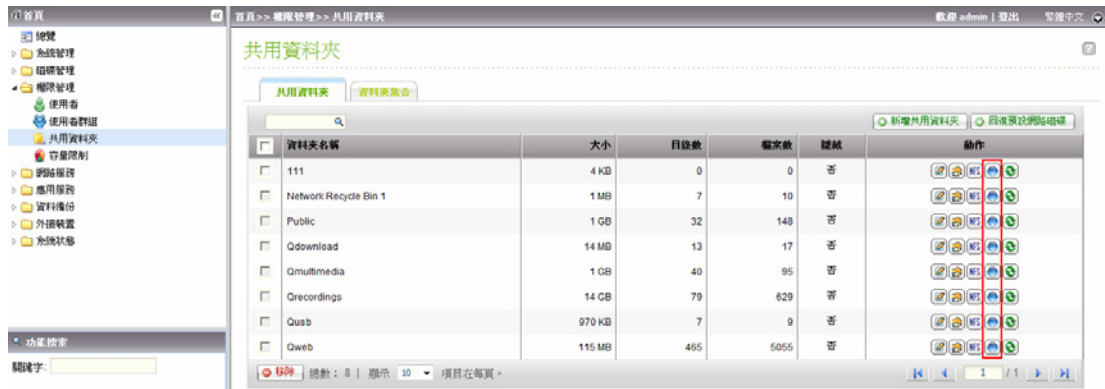 首頁
首頁>> 權限管理>> 共用資料夾
歡迎 admin | 登出
繁體中文
總覽
系統管理
磁碟管理
權限管理
使用者
使用者群組
共用資料夾
容量限制
網路服務
應用服務
資料備份
外接裝置
系統狀態
功能搜索
關鍵字:
共用資料夾
共用資料夾
資料夾集合
新增共用資料夾
回復預設網路磁碟
資料夾名稱 大小 目錄數 檔案數 隱藏 動作
111 4 KB 0 0 否 NFS
Network Recycle Bin 1 1 MB 7 10 否 NFS
Public 1 GB 32 148 否 NFS
Qdownload 14 MB 13 17 否 NFS
Qmultimedia 1 GB 40 95 否 NFS
Qrecordings 14 GB 79 629 否 NFS
Qusb 970 KB 7 9 否 NFS
Qweb 115 MB 465 5055 否 NFS
移除 總數: 8 | 顯示 10 項目在每頁。
1 / 1